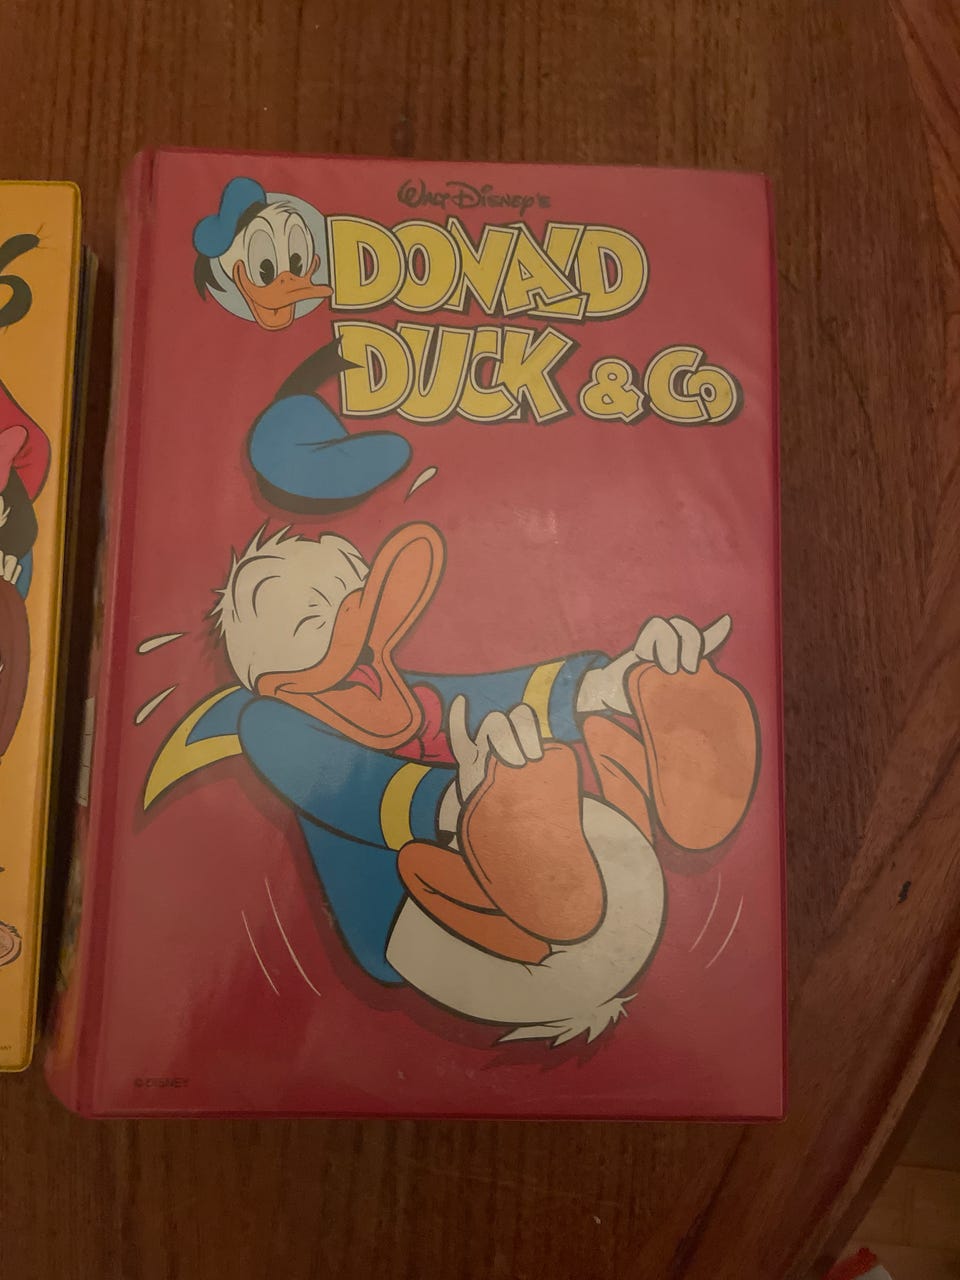 WALT DISNEY'S
DONALD
DUCK & Co
© DISNEY